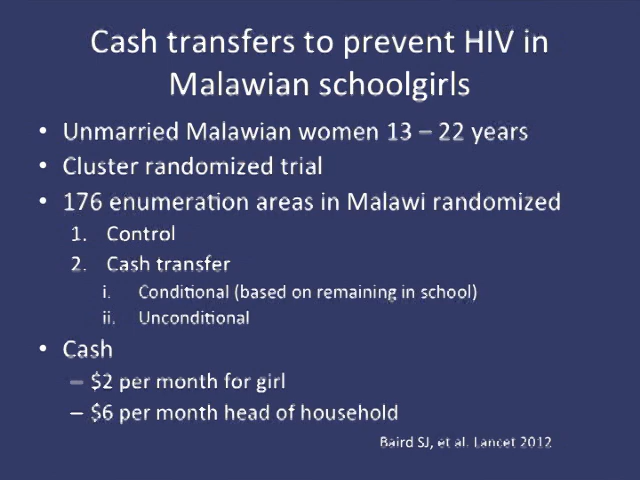 Cash transfers to prevent HIV in
Malawian schoolgirls
• Unmarried Malawian women 13 – 22 years
• Cluster randomized trial
• 176 enumeration areas in Malawi randomized
1. Control
2. Cash transfer
i. Conditional (based on remaining in school)
ii. Unconditional
• Cash
– $2 per month for girl
– $6 per month head of household
Baird SJ, et al. Lancet 2012